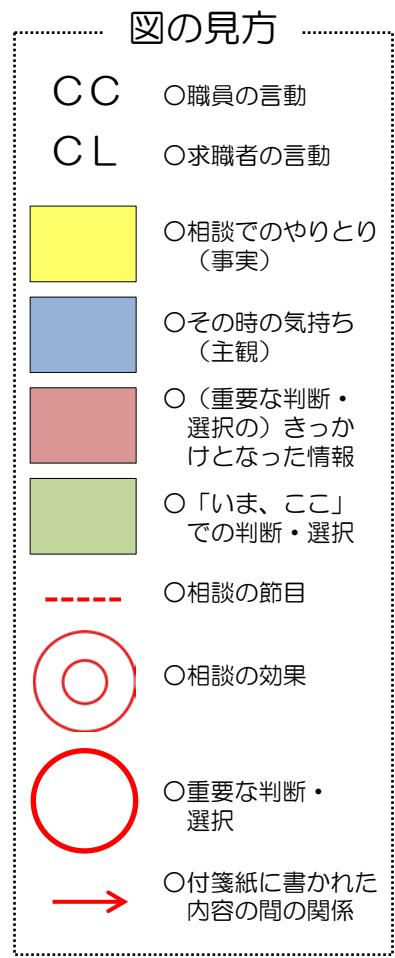 図の見方
CC ○職員の言動
CL ○求職者の言動
○相談でのやりとり
（事実）
○その時の気持ち
（主観）
○（重要な判断・
選択の）きっか
けとなった情報
○「いま、ここ」
での判断・選択
○相談の節目
○相談の効果
○重要な判断・
選択
○付箋紙に書かれた
内容の間の関係